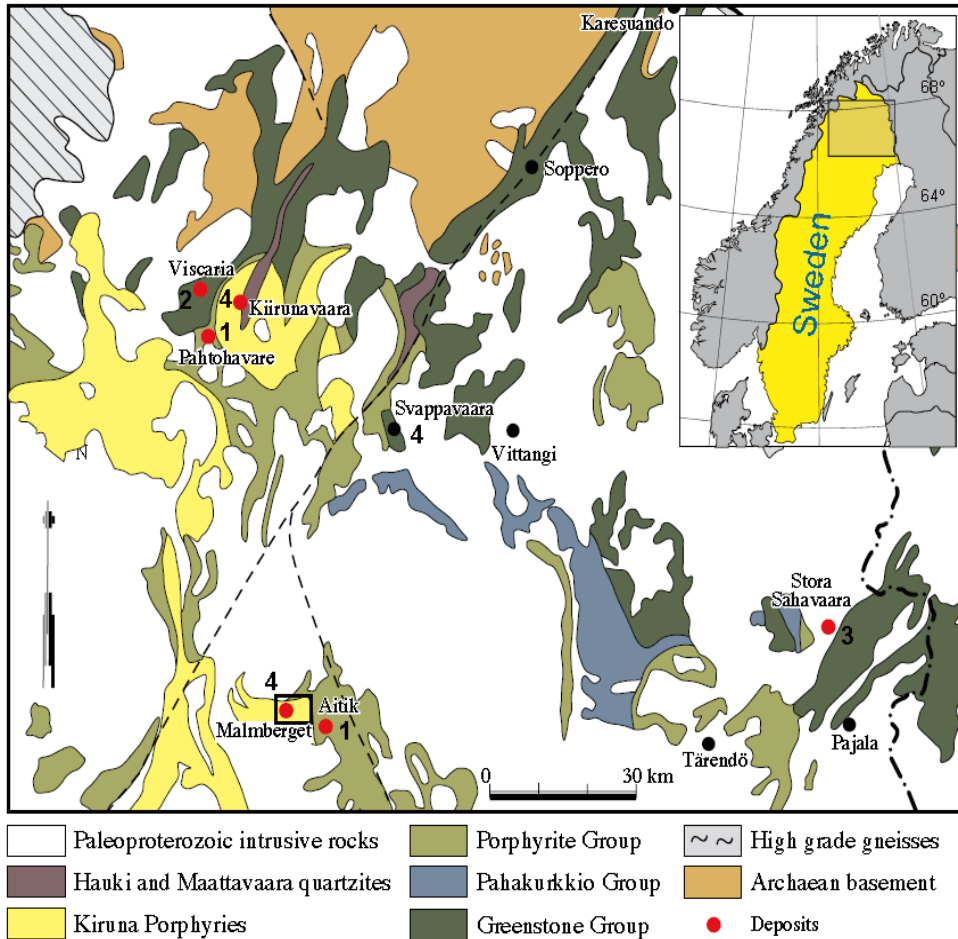 Karesuando
68°
Soppero
64°
Viscaria
2
4
Kiirunavaara
Sweden
60°
1
Pahtohavare
Svappavaara
4
Vittangi
N
Stora
Sahavaara
3
4
Aitik
Malmberget
1
Pajala
Tärendö
0 30 km
Paleoproterozoic intrusive rocks
Porphyrite Group
High grade gneisses
Hauki and Maattavaara quartzites
Pahakurkkio Group
Archaean basement
Kiruna Porphyries
Greenstone Group
Deposits